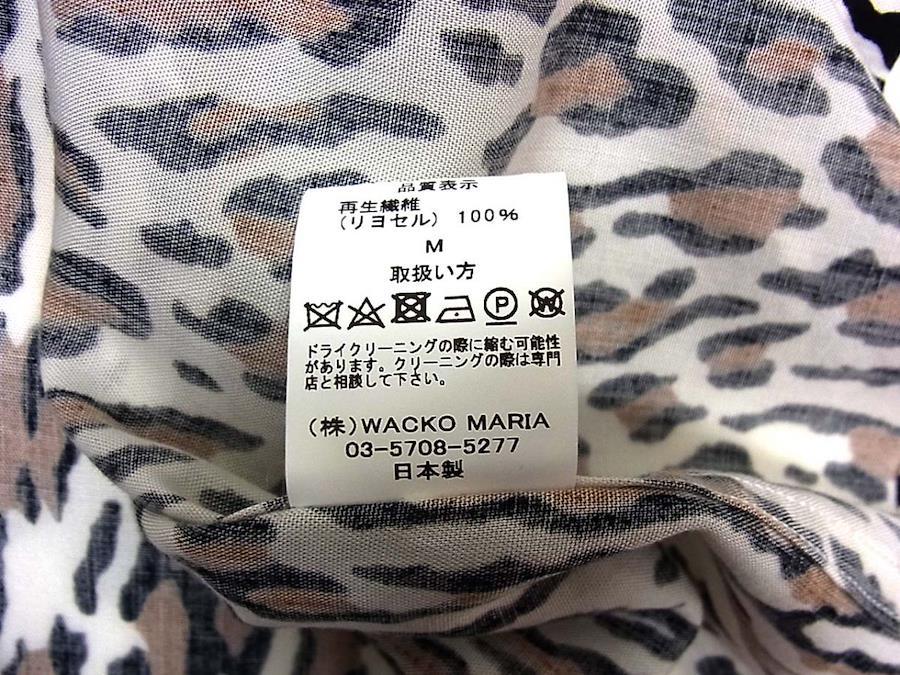 品質表示
再生繊維
(リヨセル) 100%
M
取扱い方
P W
ドライクリーニングの際に縮む可能性
があります。クリーニングの際は専門
店と相談して下さい。
(株)WACKO MARIA
03-5708-5277
日本製